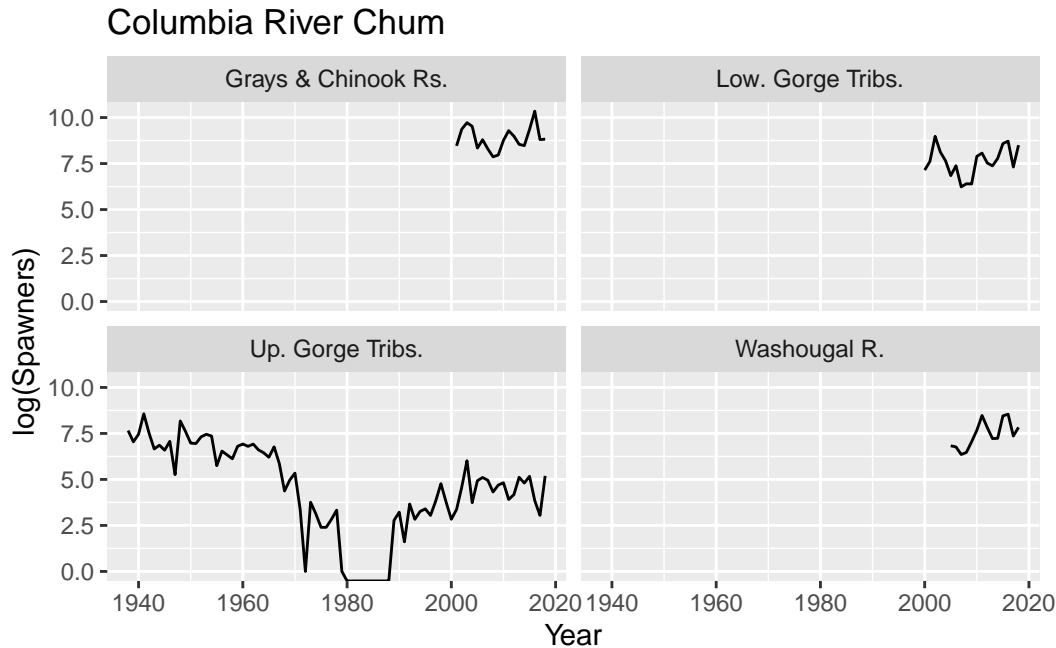 Columbia River Chum
Grays & Chinook Rs.
Low. Gorge Tribs.
10.0
7.5
5.0
2.5
0.0
Up. Gorge Tribs.
Washougal R.
10.0
7.5
5.0
2.5
0.0
log(Spawners)
1940 1960 1980 2000 2020 1940 1960 1980 2000 2020
Year